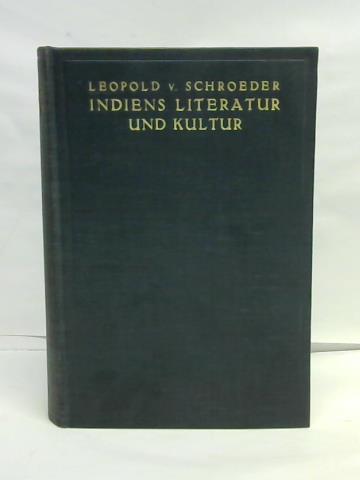 LEOPOLD v. SCHROEDER
INDIENS LITERATUR
UND KULTUR